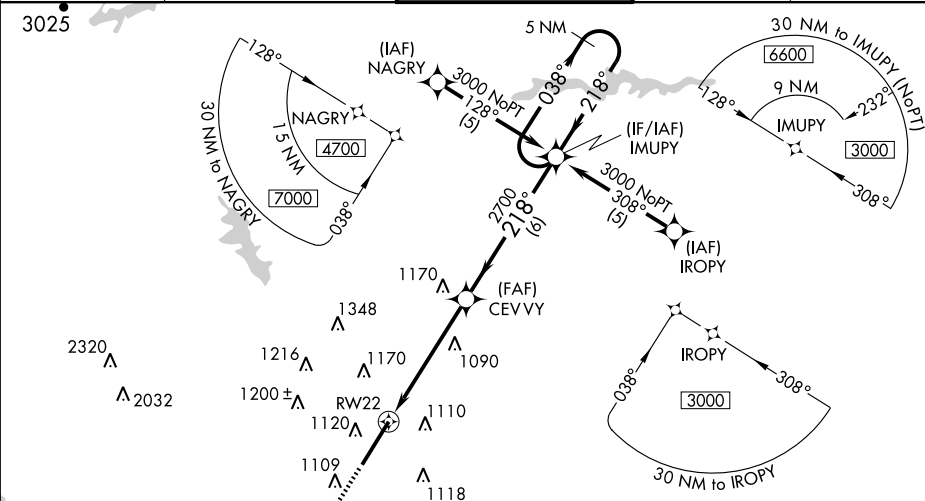 3025
128°
NAGRY
15 NM
4700
30 NM to NAGRY
7000
038°
(IAF)
NAGRY
3000 NoPT
128°
(5)
5 NM
038°
218°
(IF/IAF)
IMUPY
3000 NoPT
308°
(5)
(IAF)
IROPY
30 NM to IMUPY (NoPT)
6600
128°
9 NM
232°
IMUPY
3000
308°
2700
218°
(6)
(FAF)
CEVVY
1170
1348
2320
1216
1170
1090
2032
1200 ±
RW22
1120
1110
1109
1118
IROPY
038°
308°
3000
30 NM to IROPY